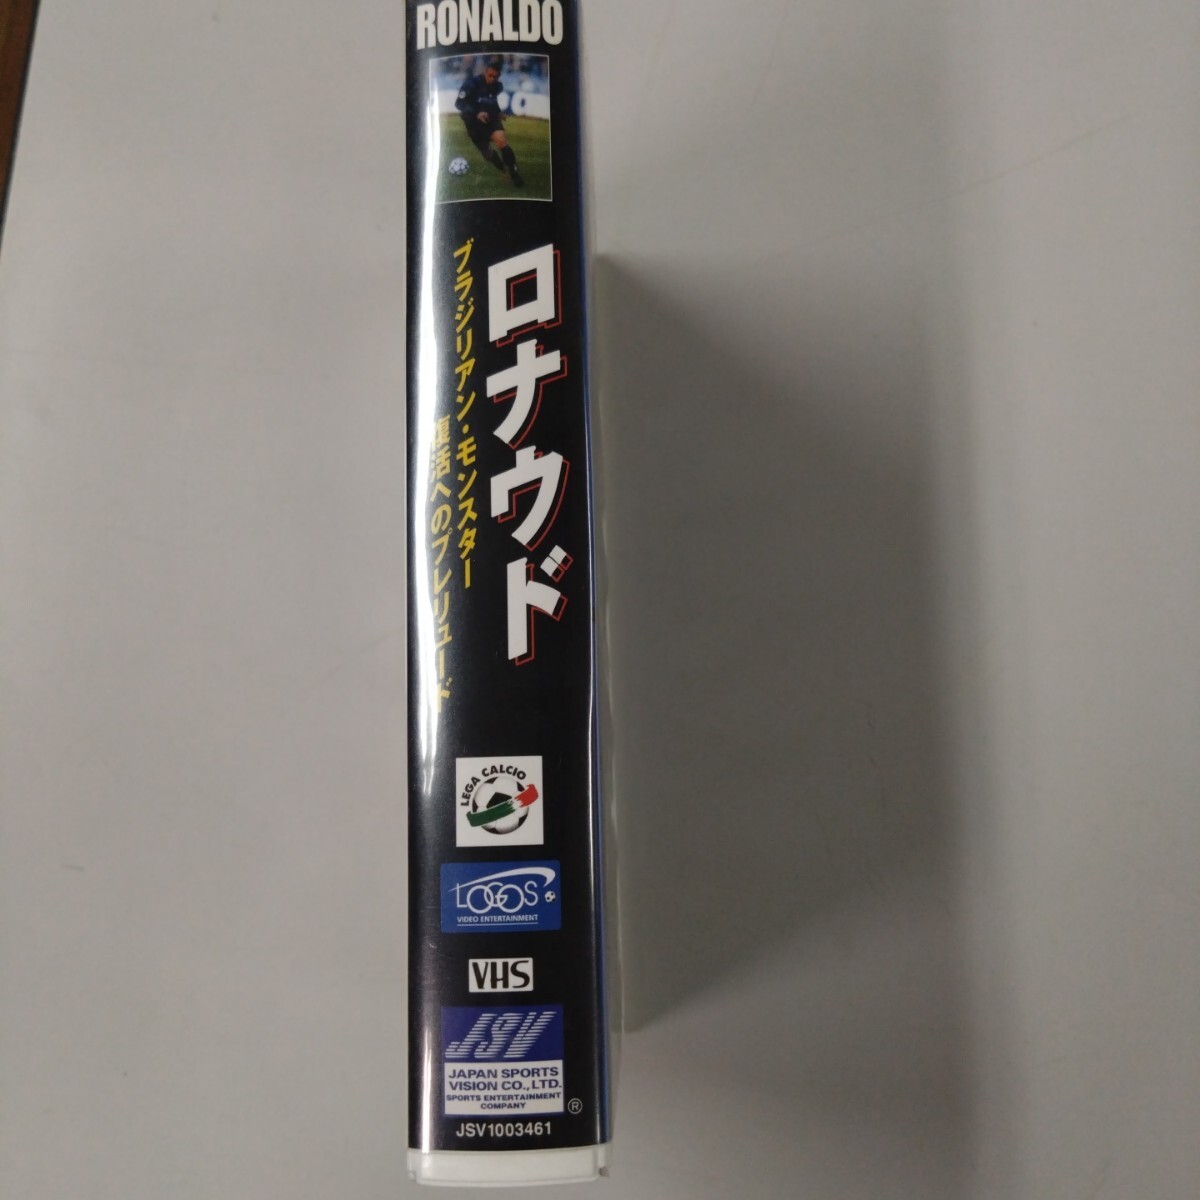 RONALDO
ロナウド
ブラジリアン・モンスター
復活へのプレリュード
LEGA CALCIO
LOGOS
VIDEO ENTERTAINMENT
VHS
JSV
JAPAN SPORTS
VISION CO., LTD.
SPORTS ENTERTAINMENT
COMPANY
®
JSV1003461